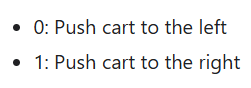 • 0: Push cart to the left
• 1: Push cart to the right